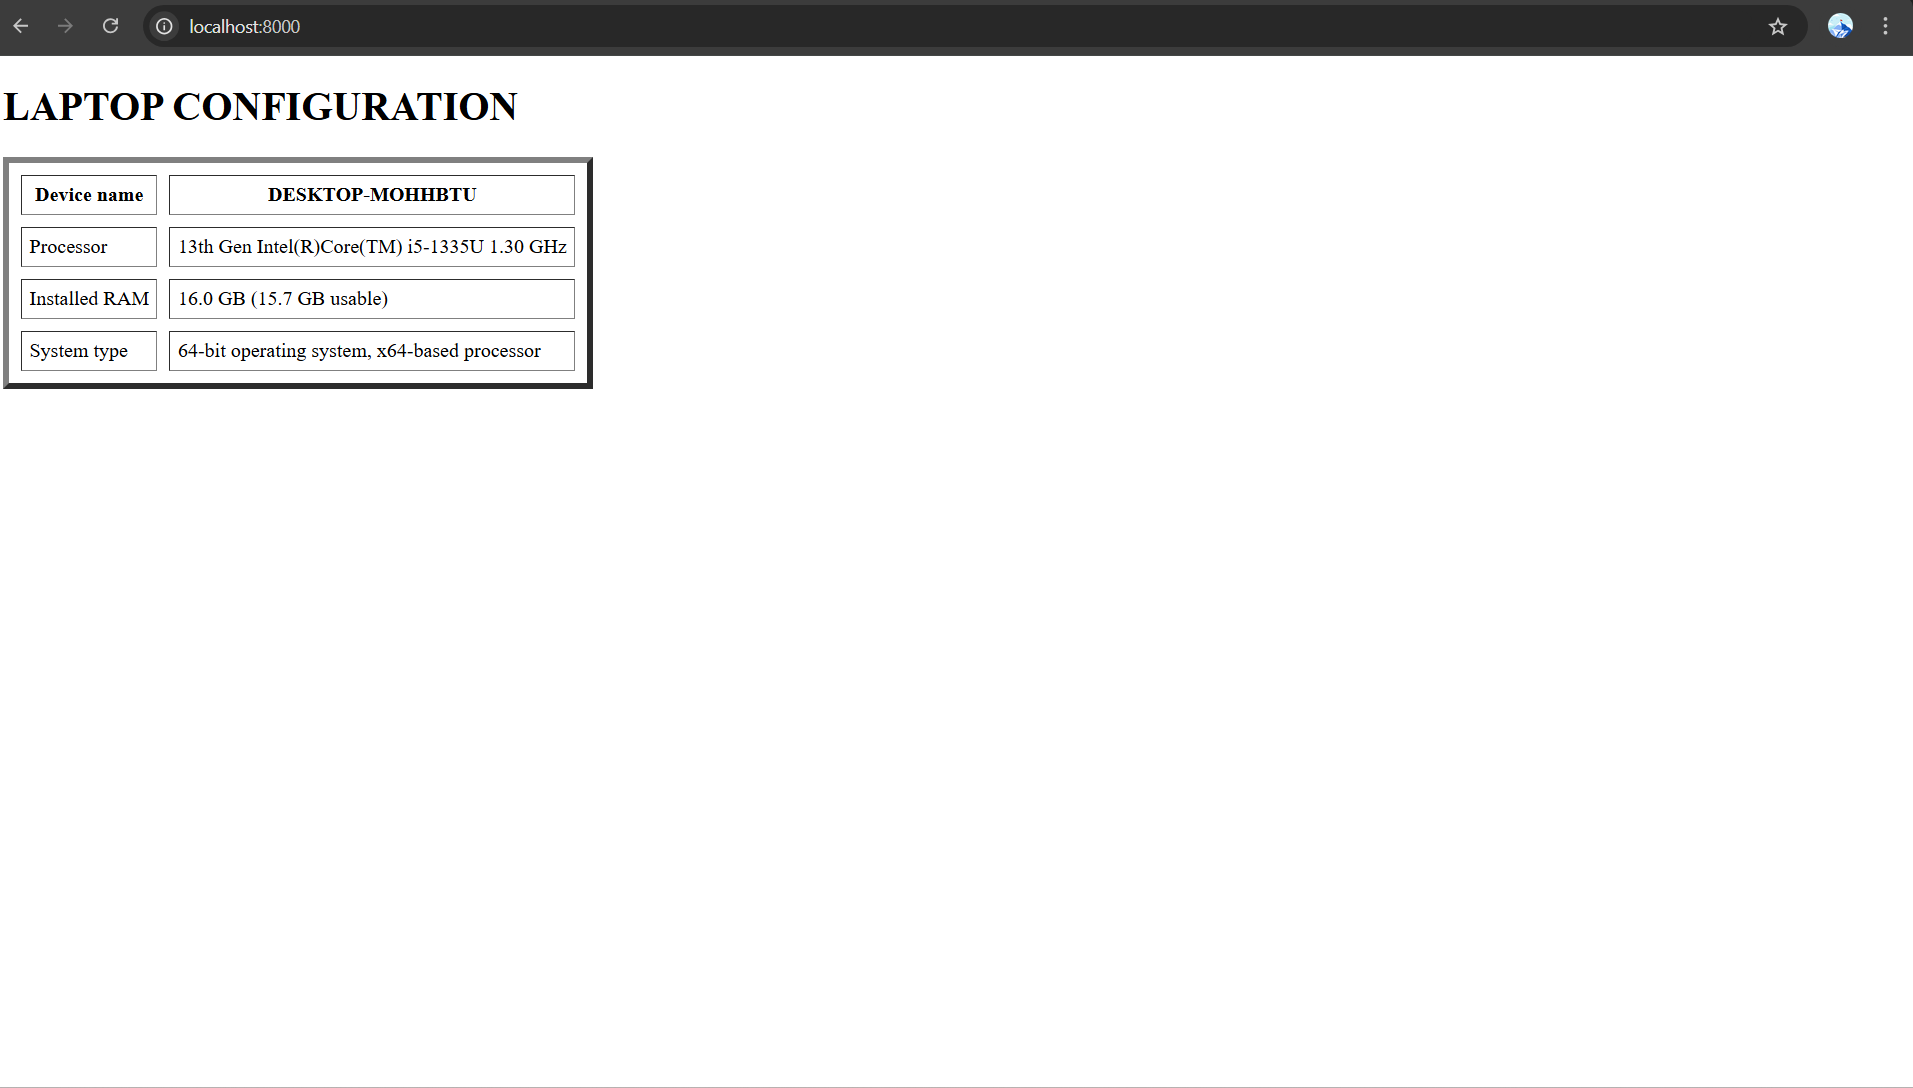 localhost:8000
LAPTOP CONFIGURATION
Device name DESKTOP-MOHHBTU
Processor 13th Gen Intel(R)Core(TM) i5-1335U 1.30 GHz
Installed RAM 16.0 GB (15.7 GB usable)
System type 64-bit operating system, x64-based processor